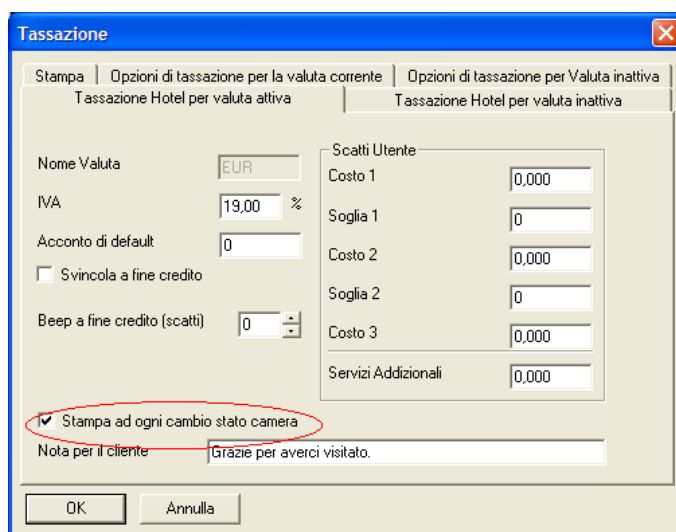 Tassazione
Stampa
Opzioni di tassazione per la valuta corrente
Opzioni di tassazione per Valuta inattiva
Tassazione Hotel per valuta attiva
Tassazione Hotel per valuta inattiva
Nome Valuta EUR
IVA 19,00 %
Acconto di default 0
Svincola a fine credito
Beep a fine credito (scatti) 0
Scatti Utente
Costo 1 0,000
Soglia 1 0
Costo 2 0,000
Soglia 2 0
Costo 3 0,000
Servizi Addizionali 0,000
Stampa ad ogni cambio stato camera
Nota per il cliente Grazie per averci visitato.
OK Annulla